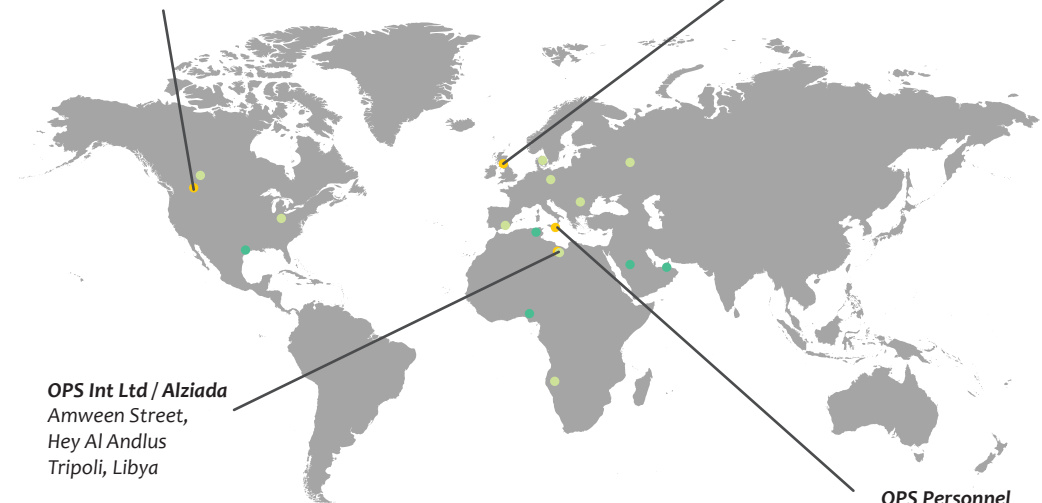 OPS Int Ltd / Alziada
Amween Street,
Hey Al Andlus
Tripoli, Libya
OPS Personnel